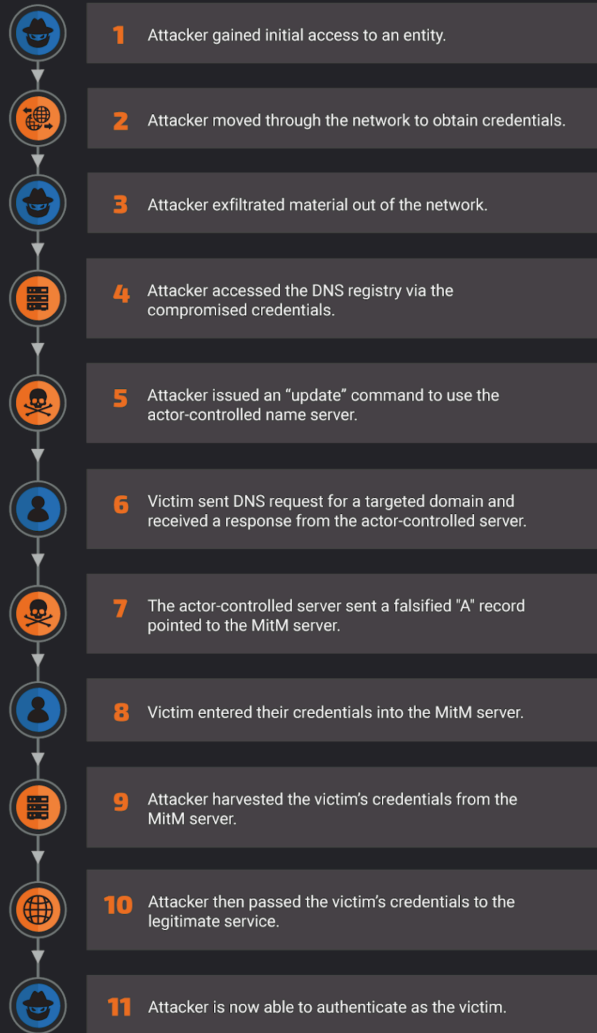 1 Attacker gained initial access to an entity.
2 Attacker moved through the network to obtain credentials.
3 Attacker exfiltrated material out of the network.
4 Attacker accessed the DNS registry via the
compromised credentials.
5 Attacker issued an “update” command to use the
actor-controlled name server.
6 Victim sent DNS request for a targeted domain and
received a response from the actor-controlled server.
7 The actor-controlled server sent a falsified "A" record
pointed to the MitM server.
8 Victim entered their credentials into the MitM server.
9 Attacker harvested the victim’s credentials from the
MitM server.
10 Attacker then passed the victim’s credentials to the
legitimate service.
11 Attacker is now able to authenticate as the victim.